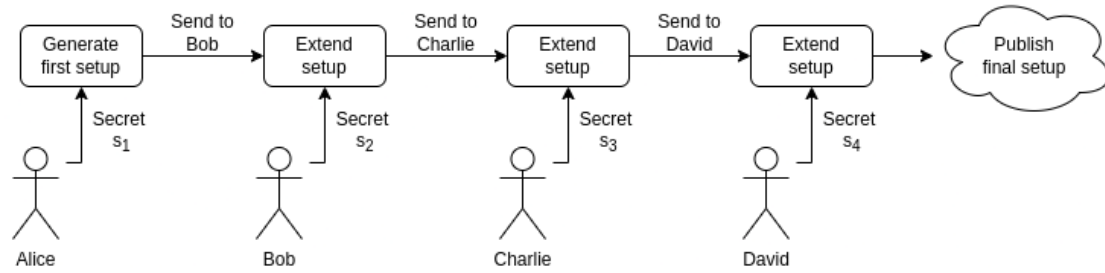 Send to
Bob
Send to
Charlie
Send to
David
Generate
first setup
Extend
setup
Extend
setup
Extend
setup
Publish
final setup
Secret
s1
Secret
s2
Secret
s3
Secret
s4
Alice
Bob
Charlie
David